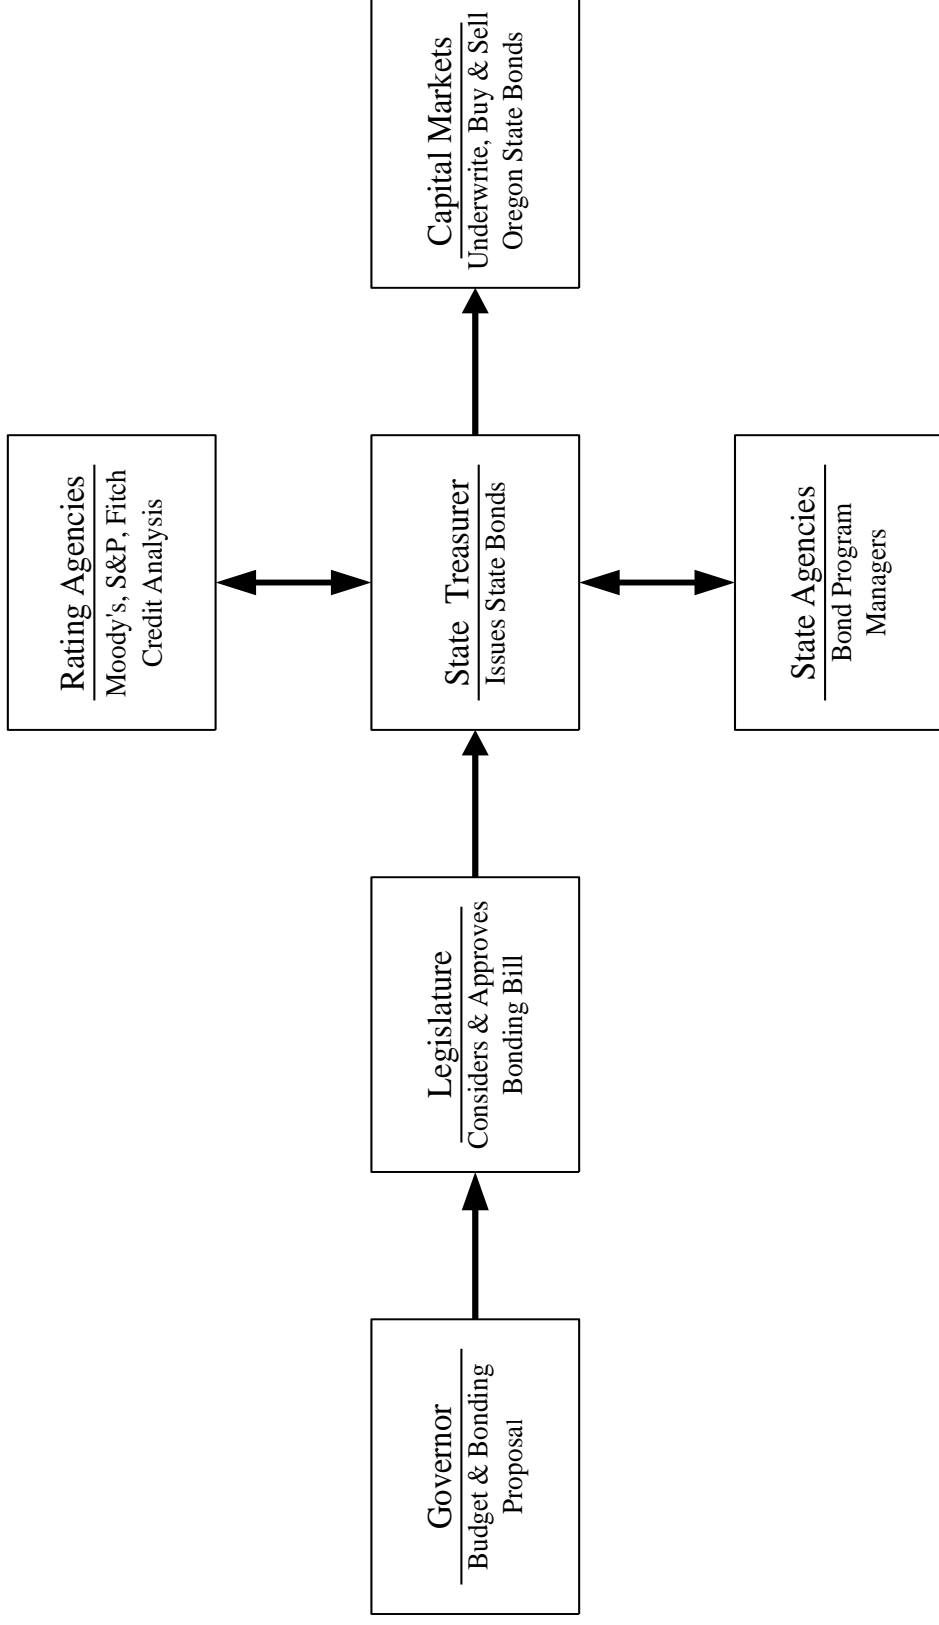 Rating Agencies
Moody's, S&P, Fitch
Credit Analysis
Governor
Budget & Bonding
Proposal
Legislature
Considers & Approves
Bonding Bill
State Treasurer
Issues State Bonds
Capital Markets
Underwrite, Buy & Sell
Oregon State Bonds
State Agencies
Bond Program
Managers